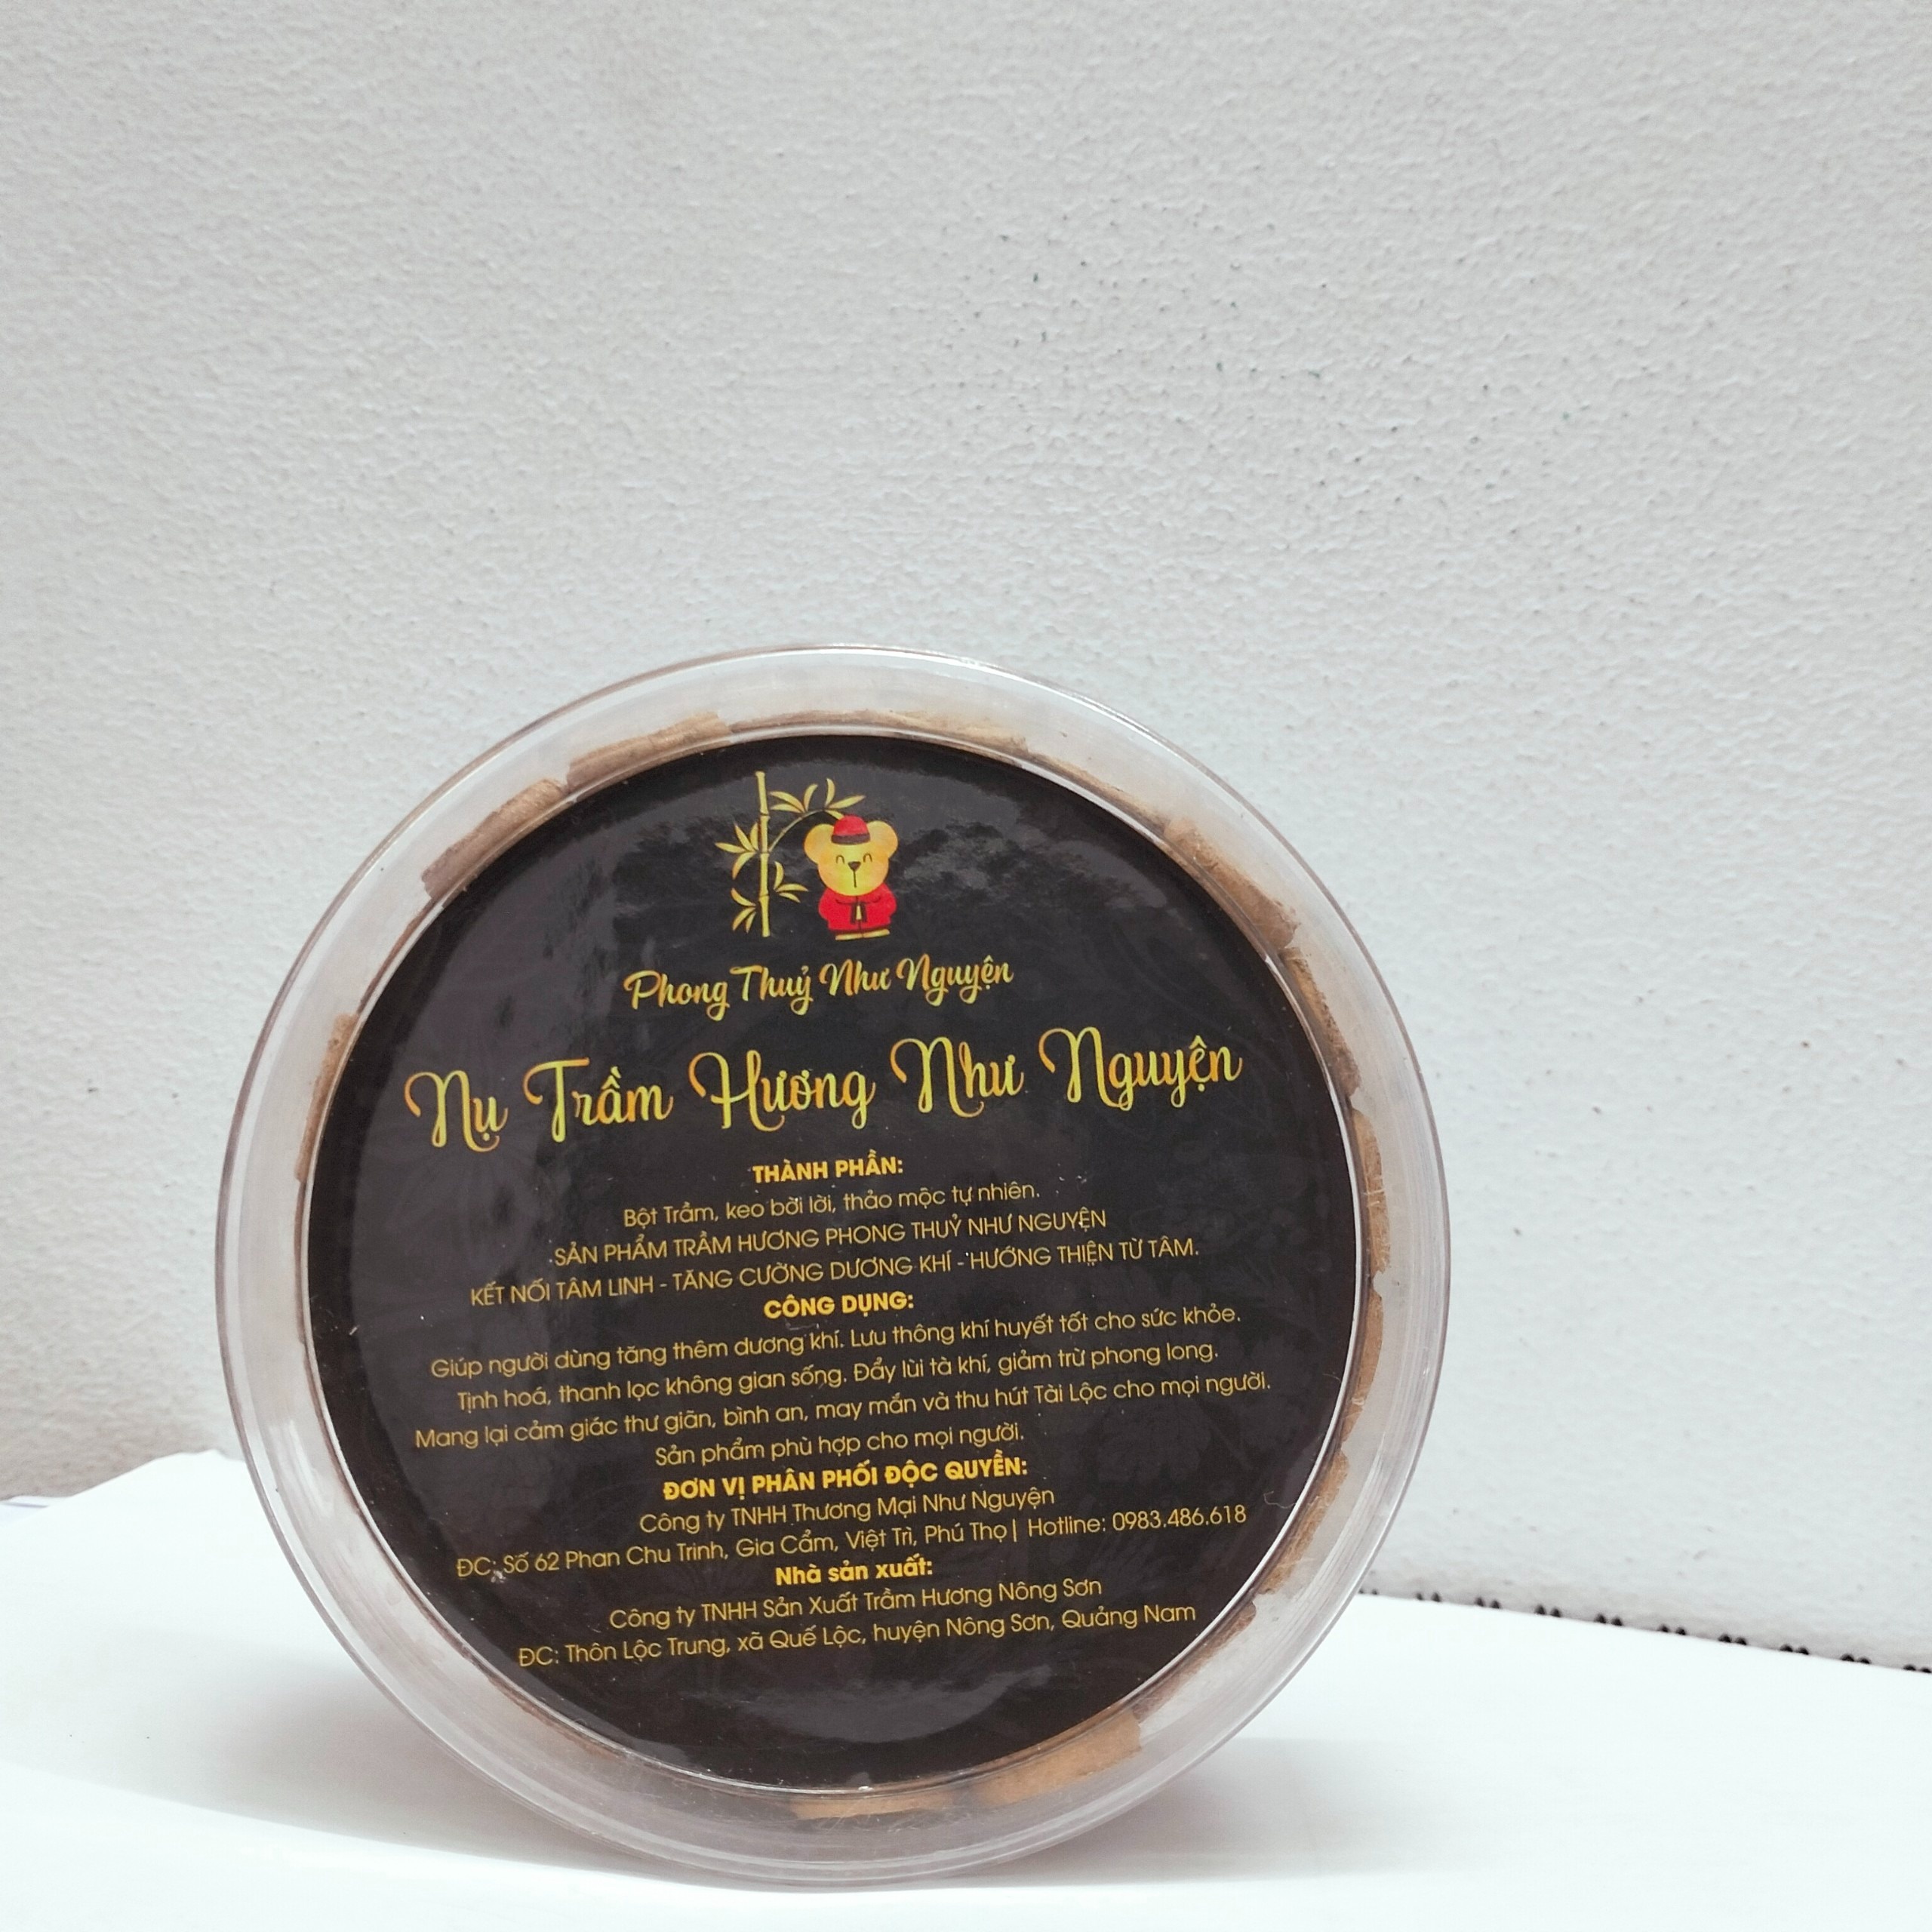 Phong Thuỷ Như Nguyện
Nụ Trầm Hương Như Nguyện
THÀNH PHẦN:
Bột Trầm, keo bời lời, thảo mộc tự nhiên.
SẢN PHẨM TRẦM HƯƠNG PHONG THUỶ NHƯ NGUYỆN
KẾT NỐI TÂM LINH - TĂNG CƯỜNG DƯƠNG KHÍ - HƯỚNG THIỆN TỪ TÂM.
CÔNG DỤNG:
Giúp người dùng tăng thêm dương khí. Lưu thông khí huyết tốt cho sức khỏe.
Tịnh hoá, thanh lọc không gian sống. Đẩy lùi tà khí, giảm trừ phong long.
Mang lại cảm giác thư giãn, bình an, may mắn và thu hút Tài Lộc cho mọi người.
Sản phẩm phù hợp cho mọi người.
ĐƠN VỊ PHÂN PHỐI ĐỘC QUYỀN:
Công ty TNHH Thương Mại Như Nguyện
ĐC: Số 62 Phan Chu Trinh, Gia Cẩm, Việt Trì, Phú Thọ | Hotline: 0983.486.618
Nhà sản xuất:
Công ty TNHH Sản Xuất Trầm Hương Nông Sơn
ĐC: Thôn Lộc Trung, xã Quế Lộc, huyện Nông Sơn, Quảng Nam